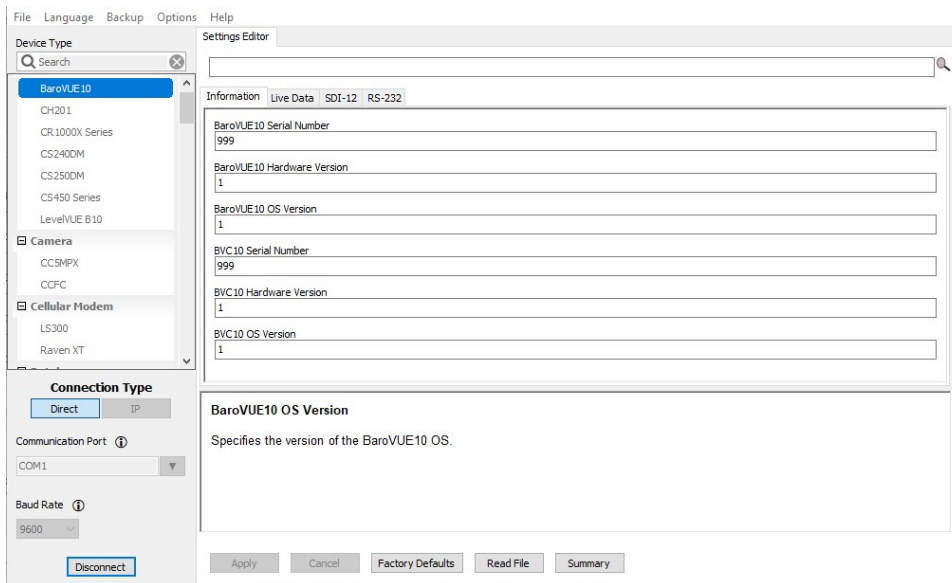 File Language Backup Options Help
Device Type
Search
BaroVUE10
CH201
CR1000X Series
CS240DM
CS250DM
CS450 Series
LevelVUE B10
Camera
CC5MPX
CCFC
Cellular Modem
LS300
Raven XT
Connection Type
Direct IP
Communication Port
COM1
Baud Rate
9600
Disconnect
Settings Editor
Information Live Data SDI-12 RS-232
BaroVUE10 Serial Number
999
BaroVUE10 Hardware Version
1
BaroVUE10 OS Version
1
BVC10 Serial Number
999
BVC10 Hardware Version
1
BVC10 OS Version
1
BaroVUE10 OS Version
Specifies the version of the BaroVUE10 OS.
Apply Cancel Factory Defaults Read File Summary